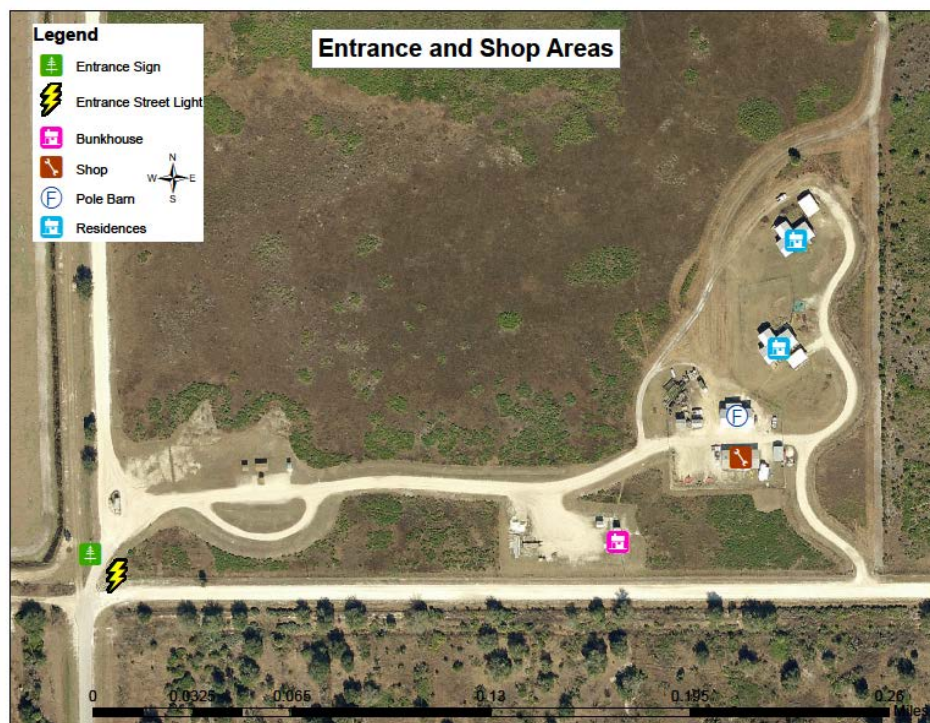 Legend
Entrance and Shop Areas
Entrance Sign
Entrance Street Light
Bunkhouse
Shop
N
W E
S
F Pole Barn
Residences
F
0 0.0325 0.065 0.13 0.195 0.26
Miles